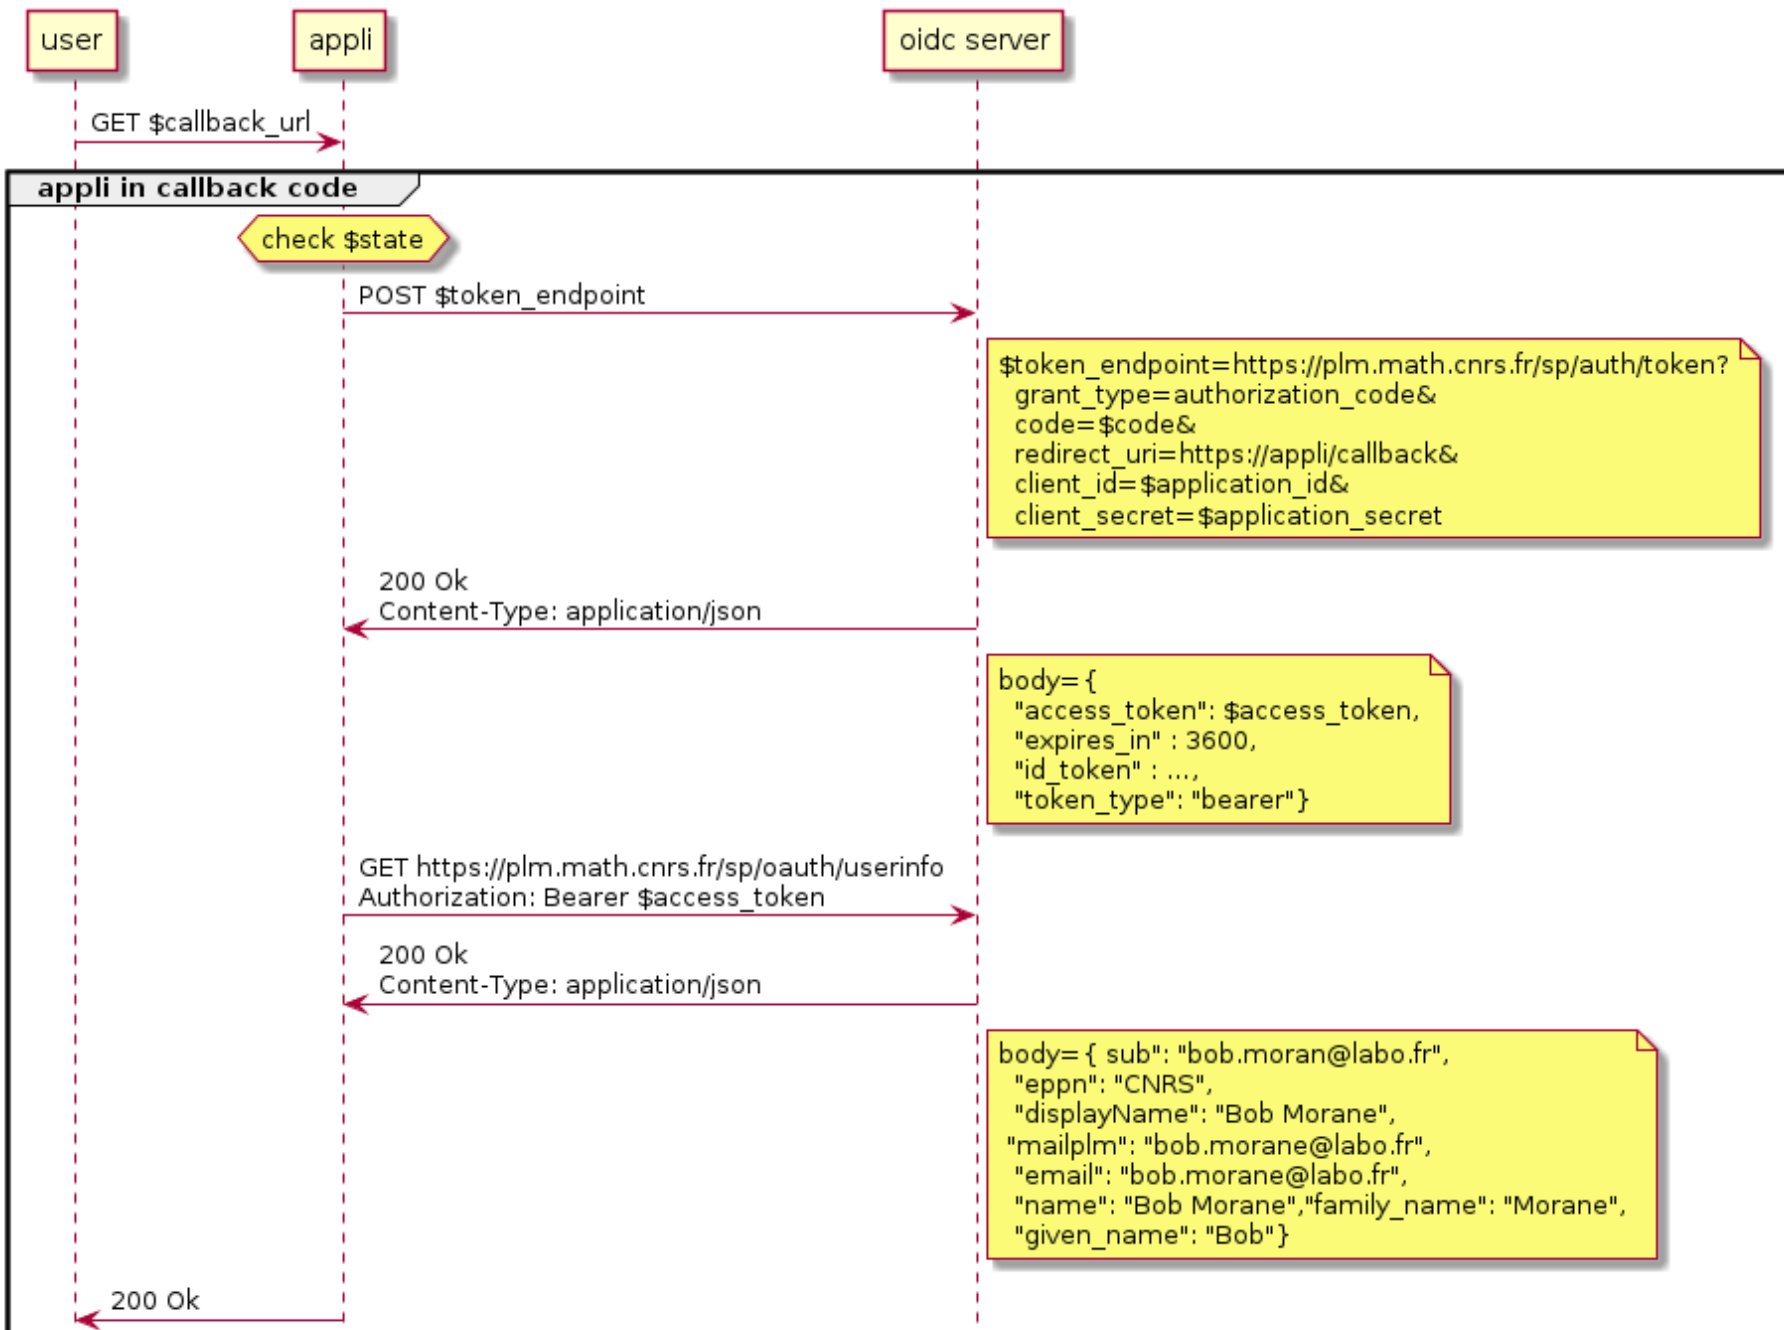 user
appli
oidc server
GET $callback_url
appli in callback code
check $state
POST $token_endpoint
$token_endpoint=https://plm.math.cnrs.fr/sp/auth/token?
grant_type=authorization_code&
code=$code&
redirect_uri=https://appli/callback&
client_id=$application_id&
client_secret=$application_secret
200 Ok
Content-Type: application/json
body={
"access_token": $access_token,
"expires_in" : 3600,
"id_token" : ...,
"token_type": "bearer"}
GET https://plm.math.cnrs.fr/sp/oauth/userinfo
Authorization: Bearer $access_token
200 Ok
Content-Type: application/json
body={ sub": "bob.moran@labo.fr",
"eppn": "CNRS",
"displayName": "Bob Morane",
"mailplm": "bob.morane@labo.fr",
"email": "bob.morane@labo.fr",
"name": "Bob Morane","family_name": "Morane",
"given_name": "Bob"}
200 Ok